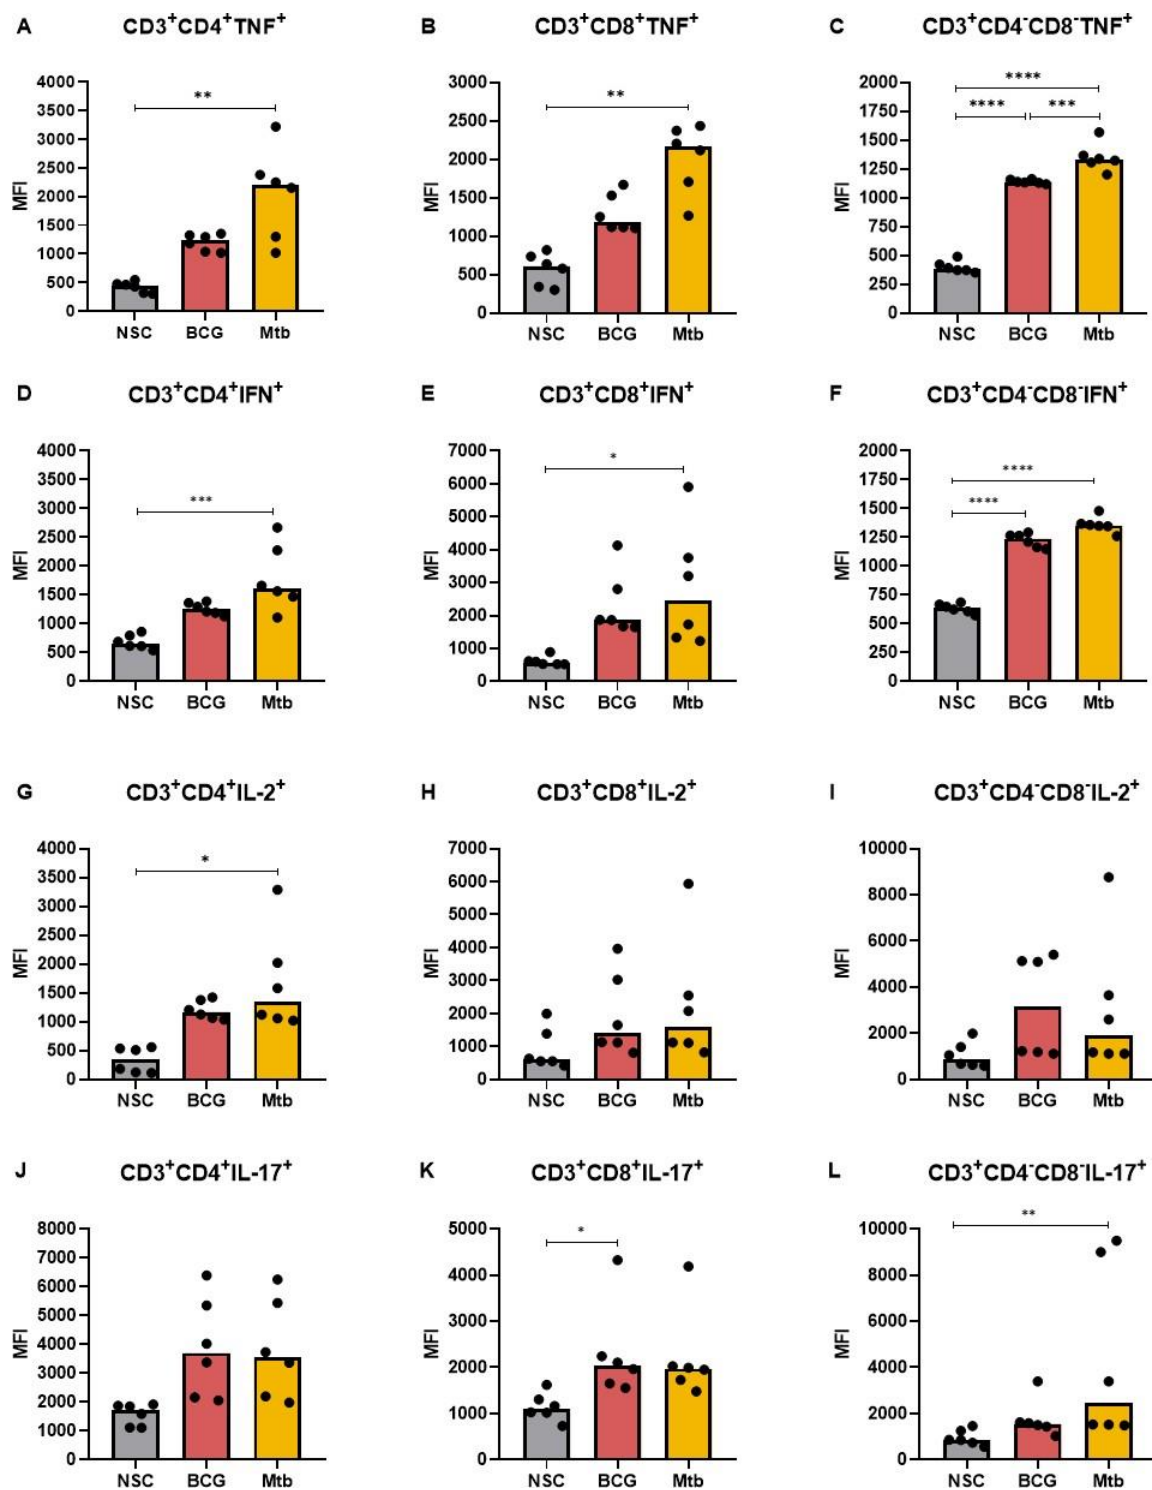 A CD3⁺CD4⁺TNF⁺
MFI
4000
3500
3000
2500
2000
1500
1000
500
0
**
NSC BCG Mtb
B CD3⁺CD8⁺TNF⁺
MFI
3000
2500
2000
1500
1000
500
0
**
NSC BCG Mtb
C CD3⁺CD4⁻CD8⁻TNF⁺
MFI
2000
1750
1500
1250
1000
750
500
250
0
****
**** ***
NSC BCG Mtb
D CD3⁺CD4⁺IFN⁺
MFI
4000
3500
3000
2500
2000
1500
1000
500
0
***
NSC BCG Mtb
E CD3⁺CD8⁺IFN⁺
MFI
7000
6000
5000
4000
3000
2000
1000
0
*
NSC BCG Mtb
F CD3⁺CD4⁻CD8⁻IFN⁺
MFI
2000
1750
1500
1250
1000
750
500
250
0
****
****
NSC BCG Mtb
G CD3⁺CD4⁺IL-2⁺
MFI
4000
3500
3000
2500
2000
1500
1000
500
0
*
NSC BCG Mtb
H CD3⁺CD8⁺IL-2⁺
MFI
7000
6000
5000
4000
3000
2000
1000
0
NSC BCG Mtb
I CD3⁺CD4⁻CD8⁻IL-2⁺
MFI
10000
8000
6000
4000
2000
0
NSC BCG Mtb
J CD3⁺CD4⁺IL-17⁺
MFI
8000
7000
6000
5000
4000
3000
2000
1000
0
NSC BCG Mtb
K CD3⁺CD8⁺IL-17⁺
MFI
5000
4000
3000
2000
1000
0
*
NSC BCG Mtb
L CD3⁺CD4⁻CD8⁻IL-17⁺
MFI
10000
8000
6000
4000
2000
0
**
NSC BCG Mtb